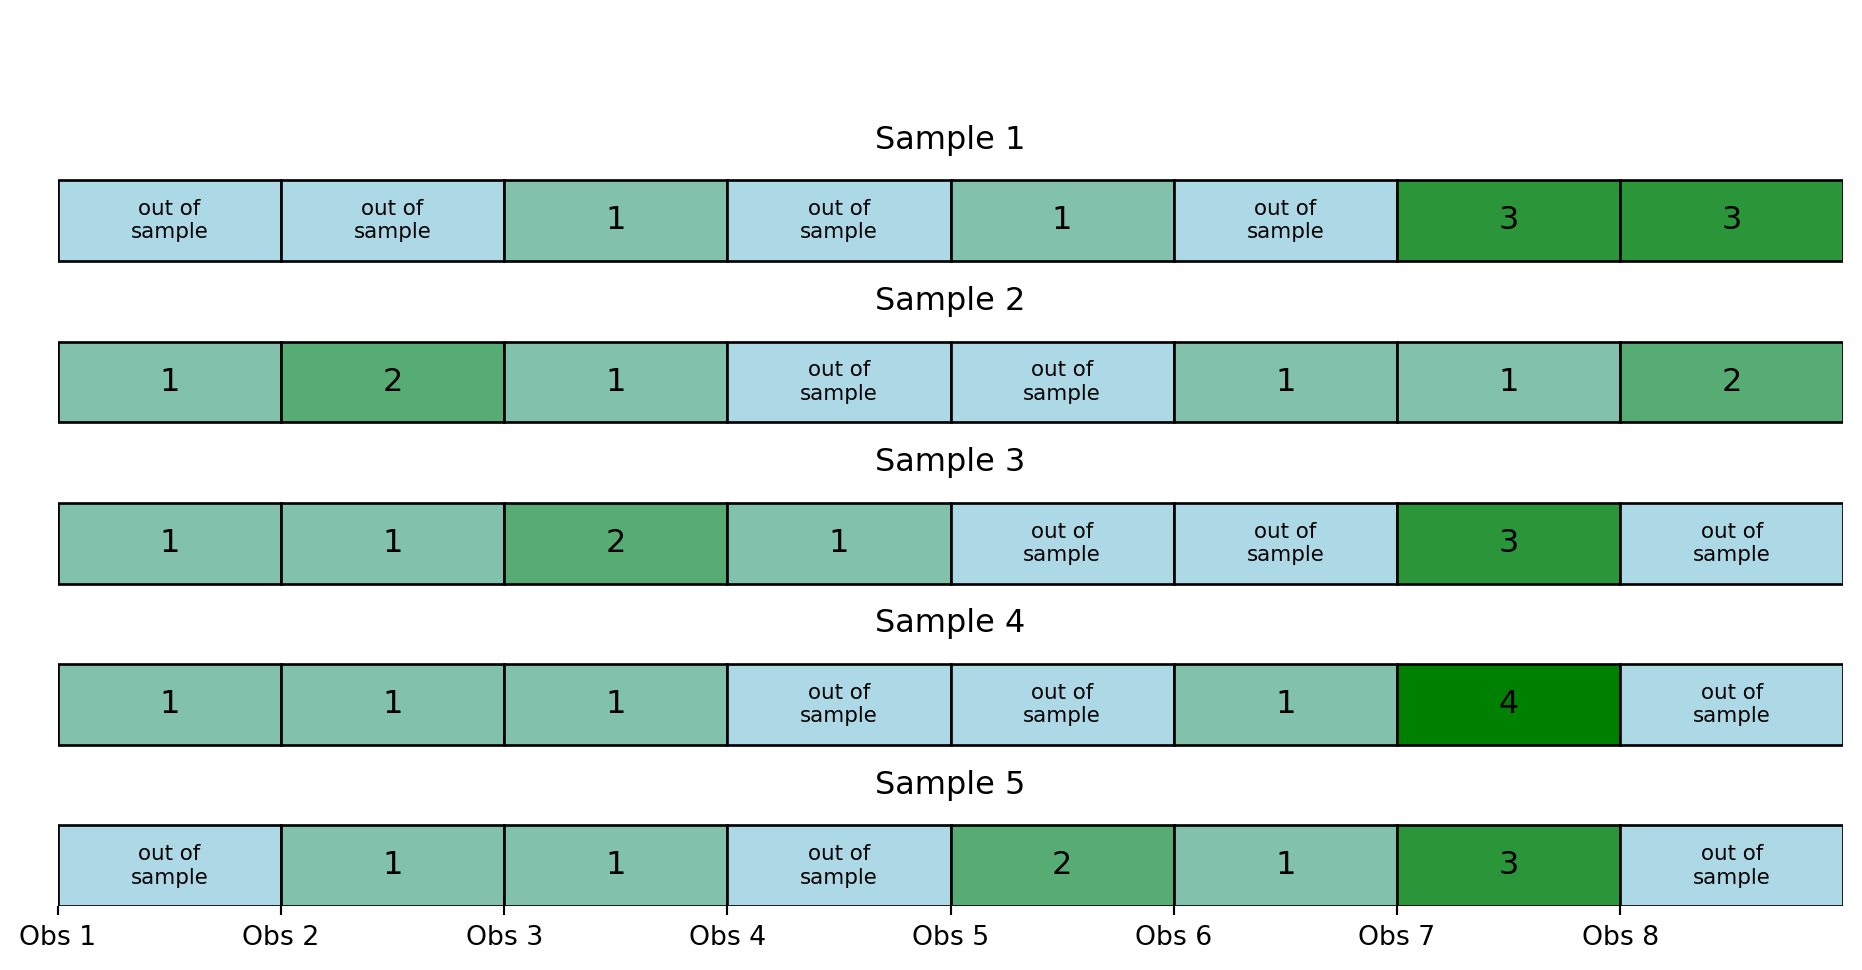 Sample 1
out of sample out of sample 1 out of sample 1 out of sample 3 3
Sample 2
1 2 1 out of sample out of sample 1 1 2
Sample 3
1 1 2 1 out of sample out of sample 3 out of sample
Sample 4
1 1 1 out of sample out of sample 1 4 out of sample
Sample 5
out of sample 1 1 out of sample 2 1 3 out of sample
Obs 1 Obs 2 Obs 3 Obs 4 Obs 5 Obs 6 Obs 7 Obs 8